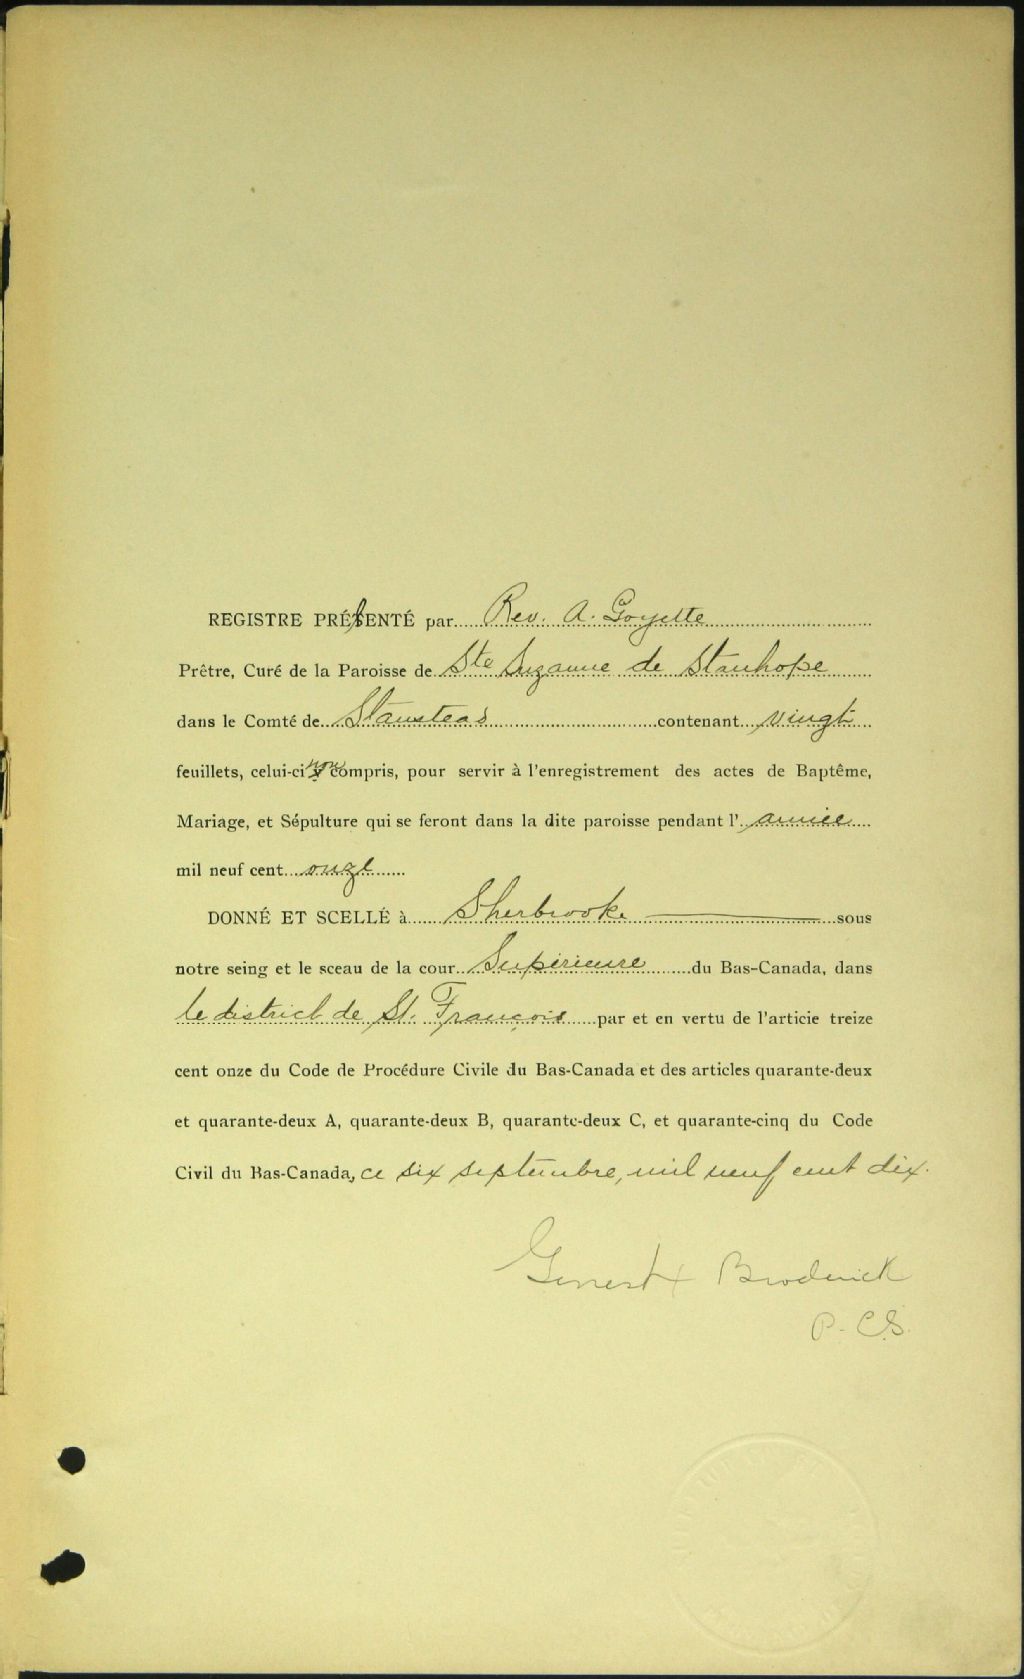 REGISTRE PRÉSENTÉ par Rev. A. Goyette
Prêtre, Curé de la Paroisse de Ste Suzanne de Stanhope
dans le Comté de Stanstead contenant vingt
feuillets, celui-ci non compris, pour servir à l'enregistrement des actes de Baptême,
Mariage, et Sépulture qui se feront dans la dite paroisse pendant l'année
mil neuf cent onze
DONNÉ ET SCELLÉ à Sherbrooke sous
notre seing et le sceau de la cour Supérieure du Bas-Canada, dans
le district de St. François par et en vertu de l'articie treize
cent onze du Code de Procédure Civile du Bas-Canada et des articles quarante-deux
et quarante-deux A, quarante-deux B, quarante-deux C, et quarante-cinq du Code
Civil du Bas-Canada, ce six septembre, mil neuf cent dix.
Genest & Broderick
P. C. S.